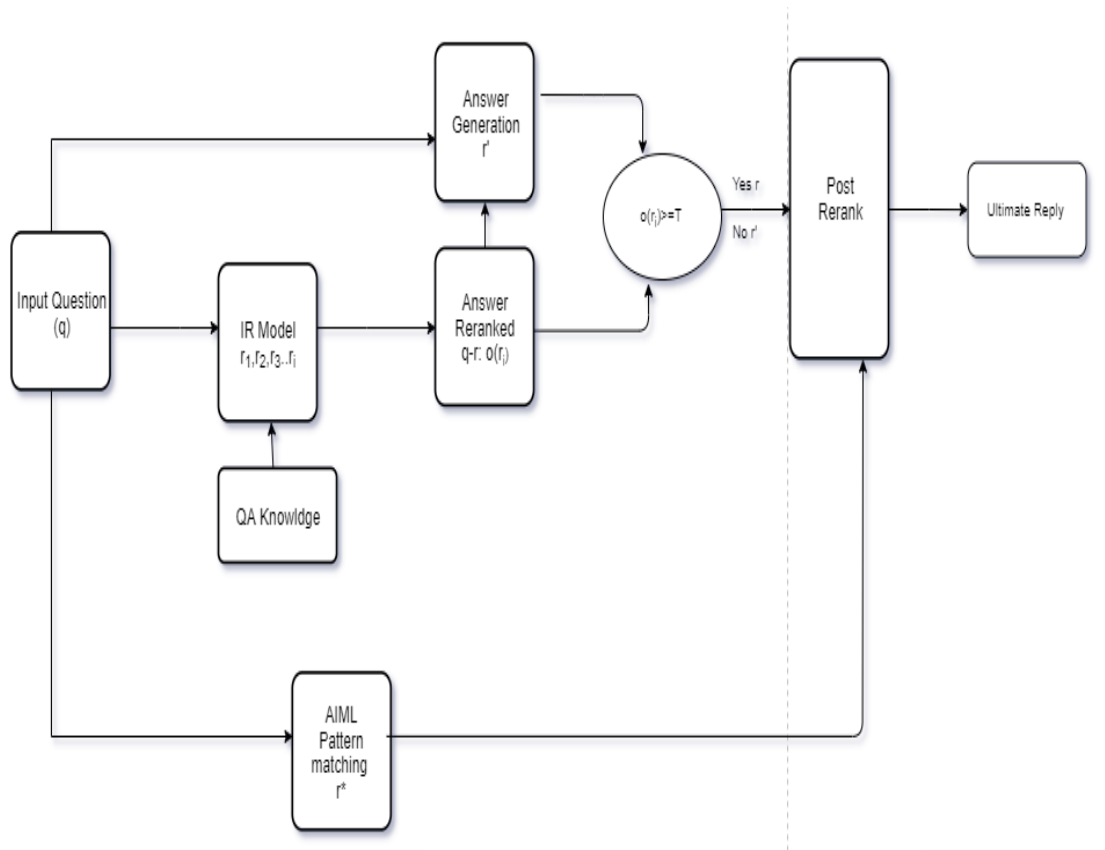 Answer
Generation
r'
Input Question
(q)
IR Model
r₁,r₂,r₃..rᵢ
Answer
Reranked
q-r: o(rᵢ)
o(rᵢ)>=T
Yes r
No r'
Post
Rerank
Ultimate Reply
QA Knowldge
AIML
Pattern
matching
r*